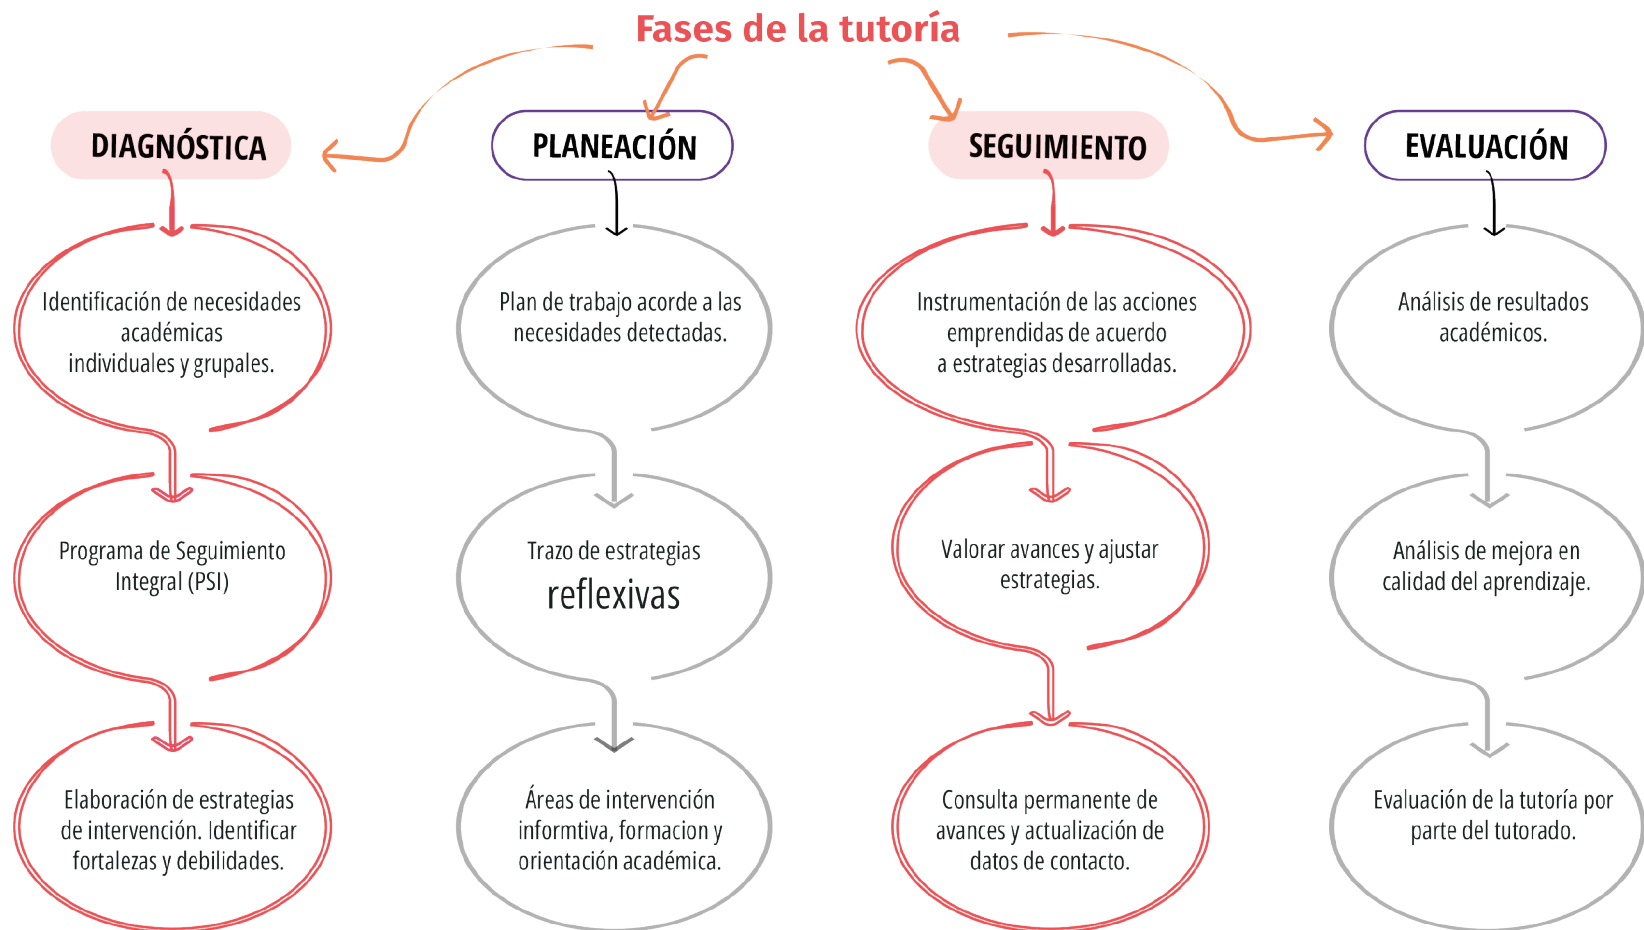 Fases de la tutoría
DIAGNÓSTICA
Identificación de necesidades
académicas
individuales y grupales.
Programa de Seguimiento
Integral (PSI)
Elaboración de estrategias
de intervención. Identificar
fortalezas y debilidades.
PLANEACIÓN
Plan de trabajo acorde a las
necesidades detectadas.
Trazo de estrategias
reflexivas
Áreas de intervención
informtiva, formacion y
orientación académica.
SEGUIMIENTO
Instrumentación de las acciones
emprendidas de acuerdo
a estrategias desarrolladas.
Valorar avances y ajustar
estrategias.
Consulta permanente de
avances y actualización de
datos de contacto.
EVALUACIÓN
Análisis de resultados
académicos.
Análisis de mejora en
calidad del aprendizaje.
Evaluación de la tutoría por
parte del tutorado.